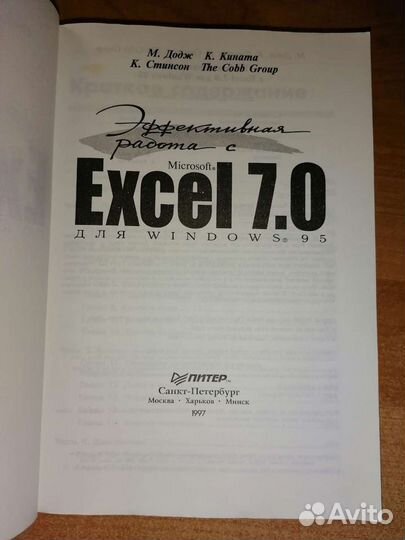 М. Додж К. Кината
К. Стинсон The Cobb Group
Эффективная
работа с
Microsoft®
Excel 7.0
ДЛЯ WINDOWS® 95
ПИТЕР™
Санкт-Петербург
Москва · Харьков · Минск
1997
Avito